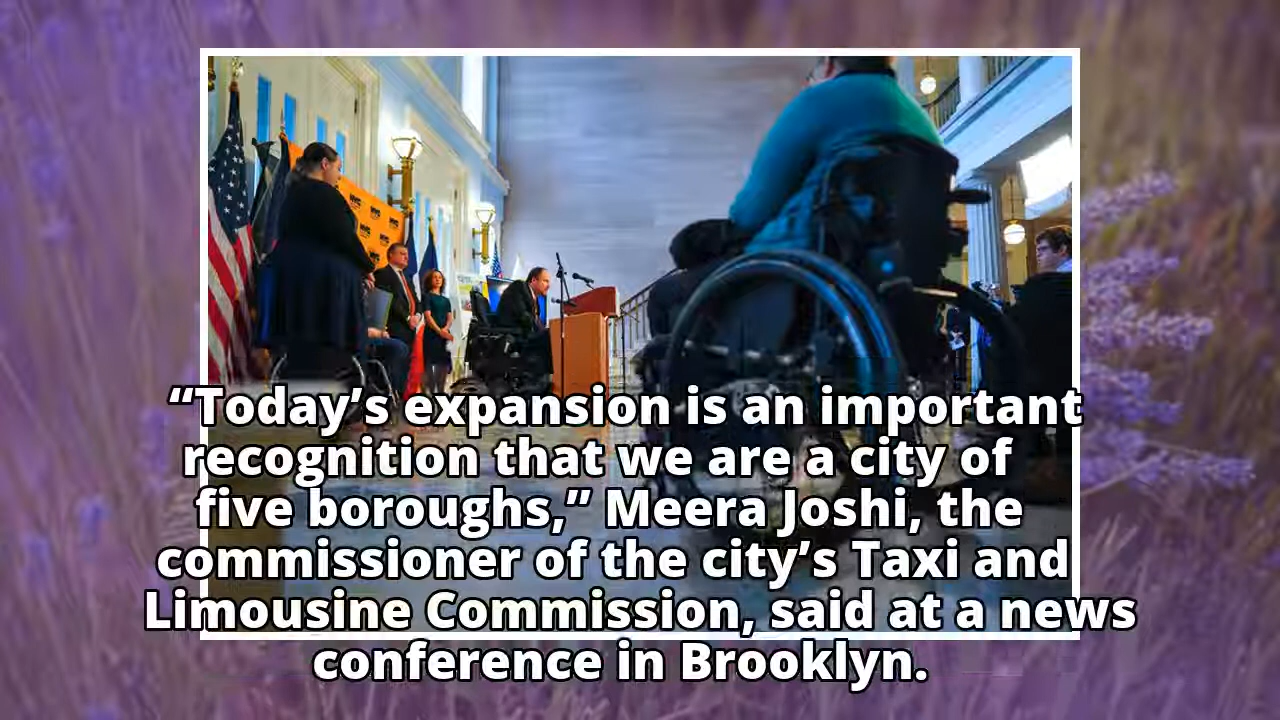 “Today’s expansion is an important
recognition that we are a city of
five boroughs,” Meera Joshi, the
commissioner of the city’s Taxi and
Limousine Commission, said at a news
conference in Brooklyn.